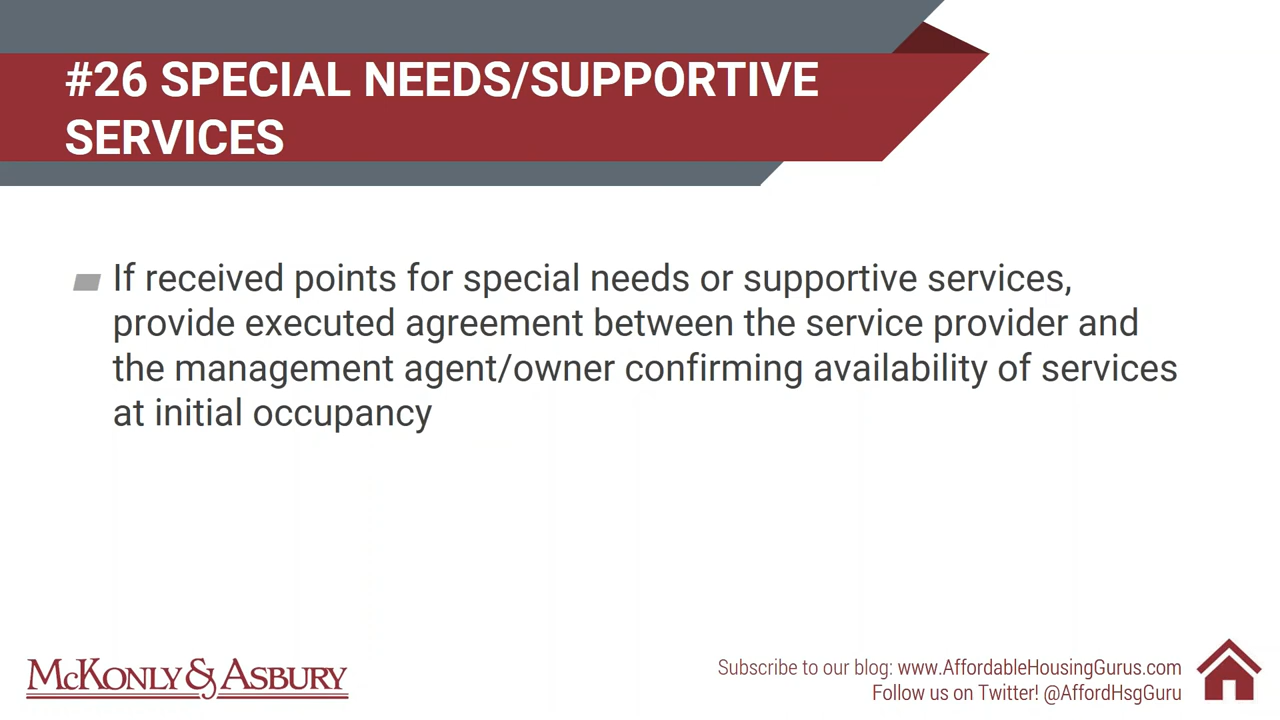 #26 SPECIAL NEEDS/SUPPORTIVE
SERVICES
If received points for special needs or supportive services,
provide executed agreement between the service provider and
the management agent/owner confirming availability of services
at initial occupancy
McKonly & Asbury
Subscribe to our blog: www.AffordableHousingGurus.com
Follow us on Twitter! @AffordHsgGuru